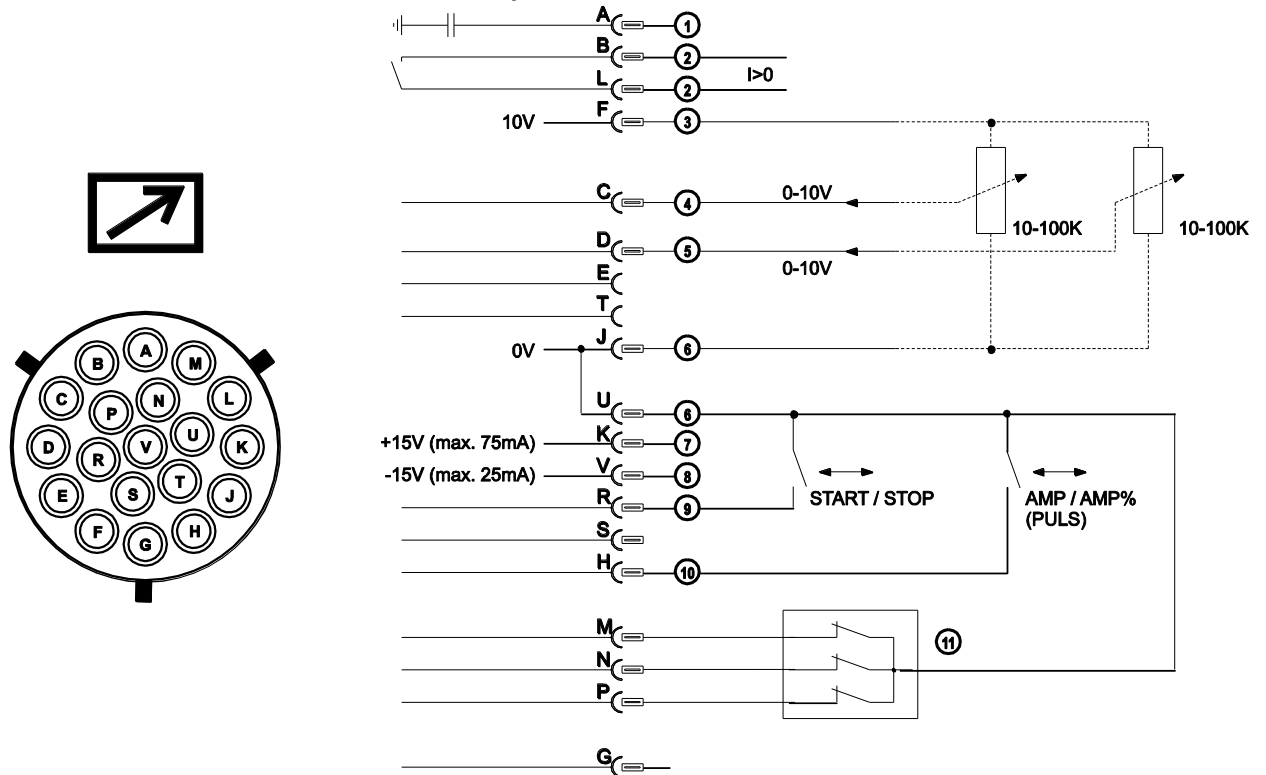 A 1
B 2
I>0
L 2
F
10V 3
C 0-10V
4
10-100K 10-100K
D
5
0-10V
E
T
J
0V 6
U
6
+15V (max. 75mA) K 7
-15V (max. 25mA) V 8
R
9
START / STOP AMP / AMP%
(PULS)
S
H
10
M
11
N
P
G
A
B M
C L
P N
D R V U K
E S T J
F H
G